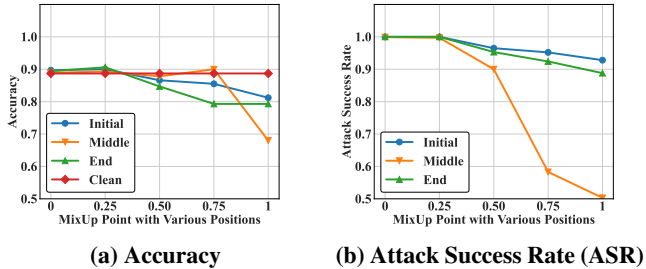 1.0
0.9
0.8
0.7
0.6
0.5
Accuracy
Initial
Middle
End
Clean
0 0.25 0.50 0.75 1
MixUp Point with Various Positions
(a) Accuracy
1.0
0.9
0.8
0.7
0.6
0.5
Attack Success Rate
Initial
Middle
End
0 0.25 0.50 0.75 1
MixUp Point with Various Positions
(b) Attack Success Rate (ASR)